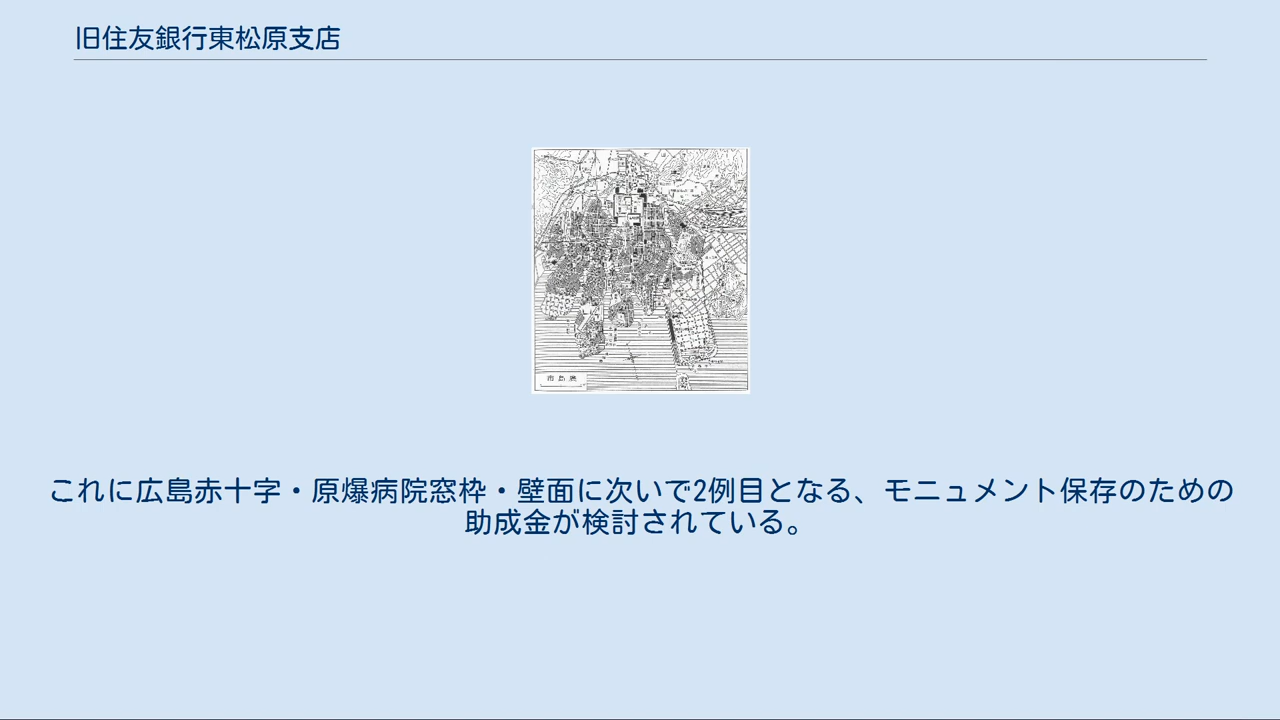 旧住友銀行東松原支店
市島廣
これに広島赤十字・原爆病院窓枠・壁面に次いで2例目となる、モニュメント保存のための
助成金が検討されている。